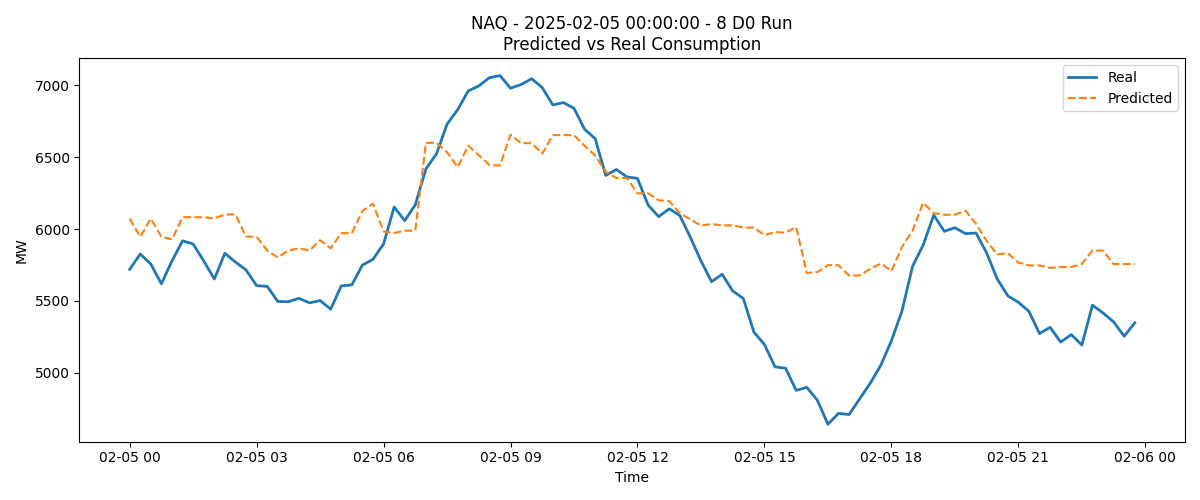 NAQ - 2025-02-05 00:00:00 - 8 D0 Run
Predicted vs Real Consumption
Real
Predicted
7000
6500
6000
5500
5000
MW
02-05 00
02-05 03
02-05 06
02-05 09
02-05 12
02-05 15
02-05 18
02-05 21
02-06 00
Time